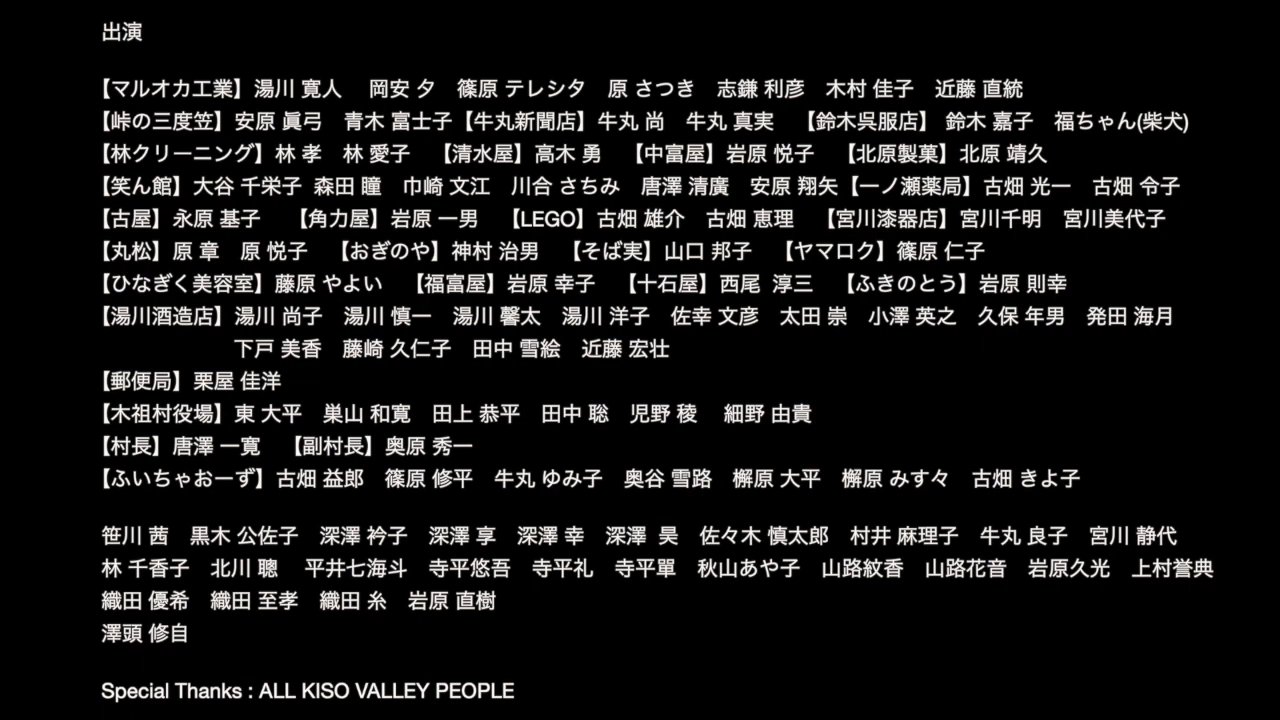 出演
【マルオカ工業】湯川 寛人　岡安 夕　篠原 テレシタ　原 さつき　志鎌 利彦　木村 佳子　近藤 直統
【峠の三度笠】安原 眞弓　青木 富士子【牛丸新聞店】牛丸 尚　牛丸 真実　【鈴木呉服店】 鈴木 嘉子　福ちゃん(柴犬)
【林クリーニング】林 孝　林 愛子　【清水屋】高木 勇　【中富屋】岩原 悦子　【北原製菓】北原 靖久
【笑ん館】大谷 千栄子 森田 瞳　巾崎 文江　川合 さちみ　唐澤 清廣　安原 翔矢【一ノ瀬薬局】古畑 光一　古畑 令子
【古屋】永原 基子　【角力屋】岩原 一男　【LEGO】古畑 雄介　古畑 恵理　【宮川漆器店】宮川千明　宮川美代子
【丸松】原 章　原 悦子　【おぎのや】神村 治男　【そば実】山口 邦子　【ヤマロク】篠原 仁子
【ひなぎく美容室】藤原 やよい　【福富屋】岩原 幸子　【十石屋】西尾 淳三　【ふきのとう】岩原 則幸
【湯川酒造店】湯川 尚子　湯川 慎一　湯川 馨太　湯川 洋子　佐幸 文彦　太田 崇　小澤 英之　久保 年男　発田 海月
下戸 美香　藤崎 久仁子　田中 雪絵　近藤 宏壮
【郵便局】栗屋 佳洋
【木祖村役場】東 大平　巣山 和寛　田上 恭平　田中 聡　児野 稜　細野 由貴
【村長】唐澤 一寛　【副村長】奥原 秀一
【ふいちゃおーず】古畑 益郎　篠原 修平　牛丸 ゆみ子　奥谷 雪路　檞原 大平　檞原 みす々　古畑 きよ子
笹川 茜　黒木 公佐子　深澤 衿子　深澤 享　深澤 幸　深澤 昊　佐々木 慎太郎　村井 麻理子　牛丸 良子　宮川 静代
林 千香子　北川 聰　平井七海斗　寺平悠吾　寺平礼　寺平單　秋山あや子　山路紋香　山路花音　岩原久光　上村誉典
織田 優希　織田 至孝　織田 糸　岩原 直樹
澤頭 修自
Special Thanks : ALL KISO VALLEY PEOPLE